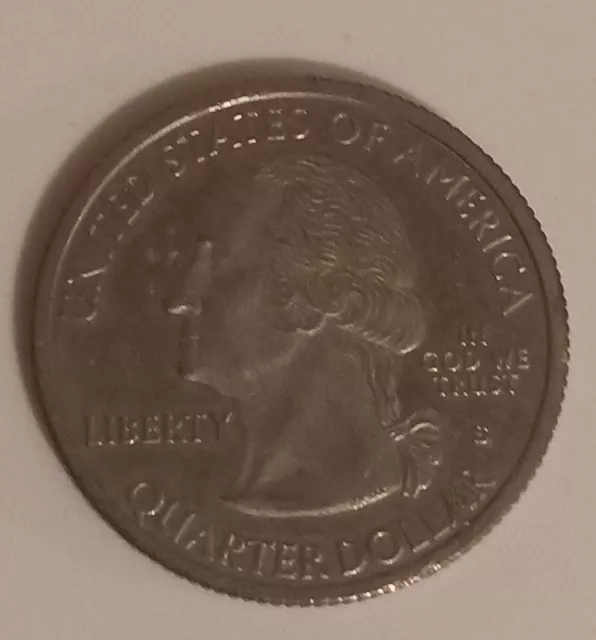 UNITED STATES OF AMERICA
LIBERTY
IN
GOD WE
TRUST
QUARTER DOLLAR